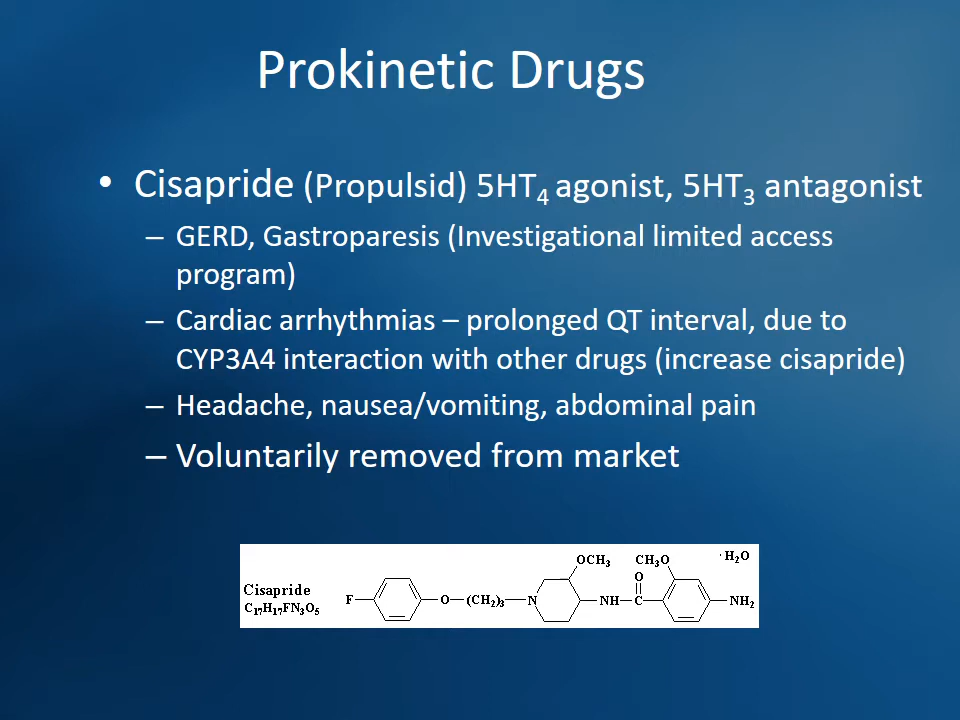 Prokinetic Drugs
• Cisapride (Propulsid) 5HT4 agonist, 5HT3 antagonist
– GERD, Gastroparesis (Investigational limited access
program)
– Cardiac arrhythmias – prolonged QT interval, due to
CYP3A4 interaction with other drugs (increase cisapride)
– Headache, nausea/vomiting, abdominal pain
– Voluntarily removed from market
OCH3 CH3O · H2O
O
Cisapride
F O (CH2)3 N NH C NH2
C17H17FN3O5